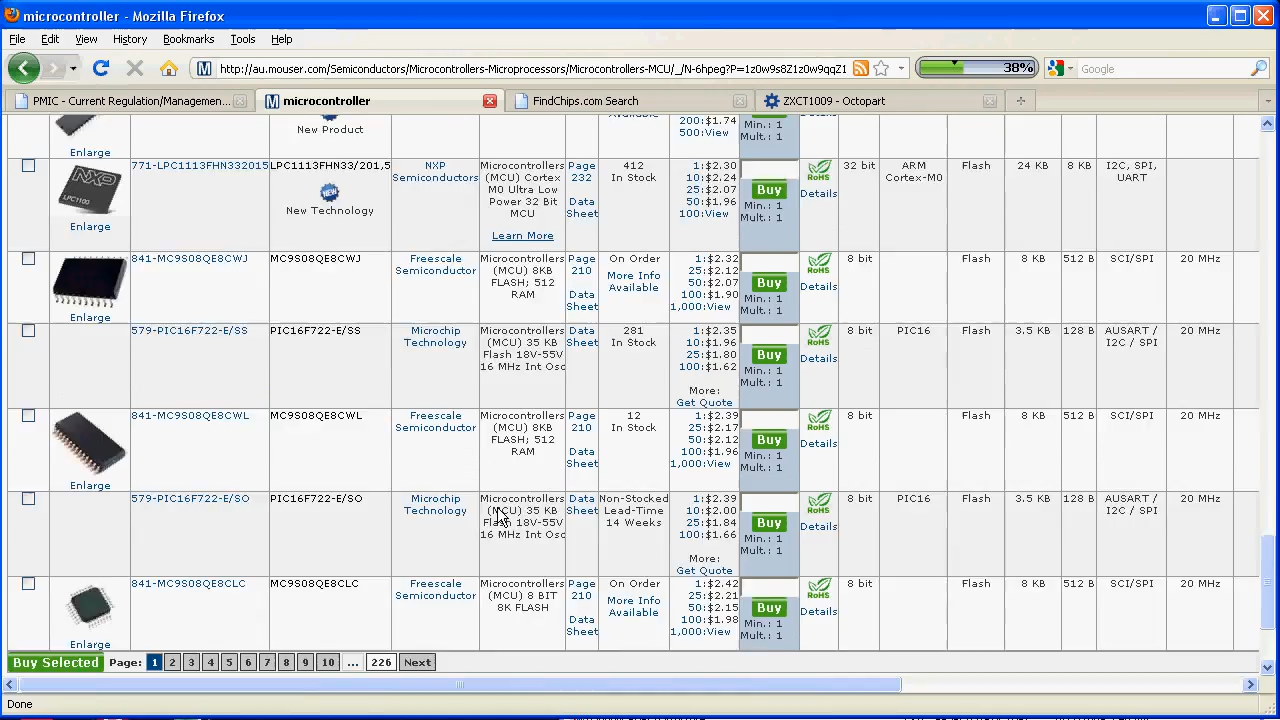 microcontroller - Mozilla Firefox
File Edit View History Bookmarks Tools Help
http://au.mouser.com/Semiconductors/Microprocessors-Microprocessors/Microcontrollers-MCU/_/N-6hpeg?P=1z0w9s8Z1z0w9qqZ1 38% Google
PMIC - Current Regulation/Managemen... microcontroller FindChips.com Search ZXCT1009 - Octopart
New Product
Enlarge
200:$1.74
500:View
Min.: 1
Mult.: 1
Details
771-LPC1113FHN332015
LPC1113FHN33/201,5
New Technology
NXP
Semiconductors
Microcontrollers
(MCU) Cortex
M0 Ultra Low
Power 32 Bit
MCU
Learn More
Page
232
Data
Sheet
412
In Stock
1:$2.30
10:$2.24
25:$2.07
50:$1.96
100:View
Buy
Min.: 1
Mult.: 1
RoHS
Details
32 bit
ARM
Cortex-M0
Flash
24 KB
8 KB
I2C, SPI,
UART
NXP
LPC1100
Enlarge
841-MC9S08QE8CWJ
MC9S08QE8CWJ
Freescale
Semiconductor
Microcontrollers
(MCU) 8KB
FLASH; 512
RAM
Page
210
Data
Sheet
On Order
More Info
Available
1:$2.32
25:$2.12
50:$2.07
100:$1.90
1,000:View
Buy
Min.: 1
Mult.: 1
RoHS
Details
8 bit
Flash
8 KB
512 B
SCI/SPI
20 MHz
Enlarge
579-PIC16F722-E/SS
PIC16F722-E/SS
Microchip
Technology
Microcontrollers
(MCU) 35 KB
Flash 18V-55V
16 MHz Int Osc
Data
Sheet
281
In Stock
1:$2.35
10:$1.96
25:$1.80
100:$1.62
More:
Get Quote
Buy
Min.: 1
Mult.: 1
RoHS
Details
8 bit
PIC16
Flash
3.5 KB
128 B
AUSART /
I2C / SPI
20 MHz
841-MC9S08QE8CWL
MC9S08QE8CWL
Freescale
Semiconductor
Microcontrollers
(MCU) 8KB
FLASH; 512
RAM
Page
210
Data
Sheet
12
In Stock
1:$2.39
25:$2.17
50:$2.12
100:$1.96
1,000:View
Buy
Min.: 1
Mult.: 1
RoHS
Details
8 bit
Flash
8 KB
512 B
SCI/SPI
20 MHz
Enlarge
579-PIC16F722-E/SO
PIC16F722-E/SO
Microchip
Technology
Microcontrollers
(MCU) 35 KB
Flash 18V-55V
16 MHz Int Osc
Data
Sheet
Non-Stocked
Lead-Time
14 Weeks
1:$2.39
10:$2.00
25:$1.84
100:$1.66
More:
Get Quote
Buy
Min.: 1
Mult.: 1
RoHS
Details
8 bit
PIC16
Flash
3.5 KB
128 B
AUSART /
I2C / SPI
20 MHz
841-MC9S08QE8CLC
MC9S08QE8CLC
Freescale
Semiconductor
Microcontrollers
(MCU) 8 BIT
8K FLASH
Page
210
Data
Sheet
On Order
More Info
Available
1:$2.42
25:$2.21
50:$2.15
100:$1.98
1,000:View
Buy
Min.: 1
Mult.: 1
RoHS
Details
8 bit
Flash
8 KB
512 B
SCI/SPI
20 MHz
Enlarge
Buy Selected Page: 1 2 3 4 5 6 7 8 9 10 ... 226 Next
Done